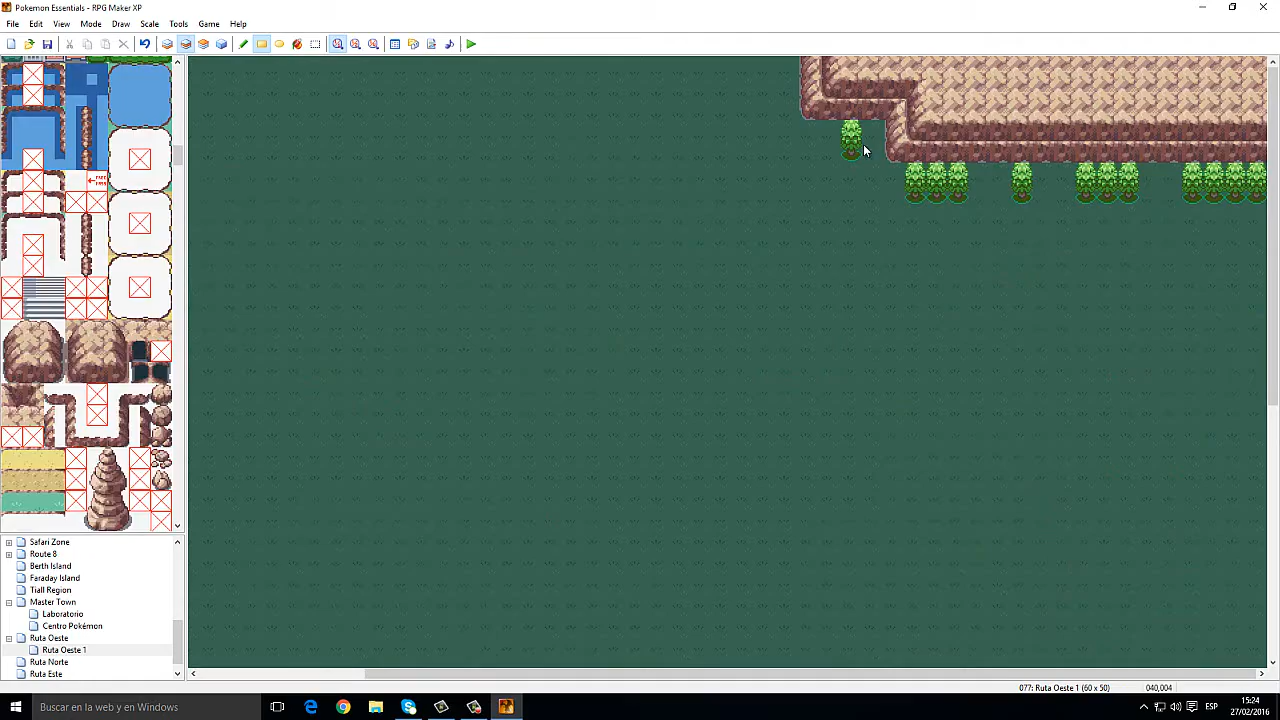 Pokemon Essentials - RPG Maker XP
File Edit View Mode Draw Scale Tools Game Help
Safari Zone
Route 8
Berth Island
Faraday Island
Tiall Region
Master Town
Laboratorio
Centro Pokémon
Ruta Oeste
Ruta Oeste 1
Ruta Norte
Ruta Este
077: Ruta Oeste 1 (60 x 50) 040,004
Buscar en la web y en Windows
ESP
15:24
27/02/2016